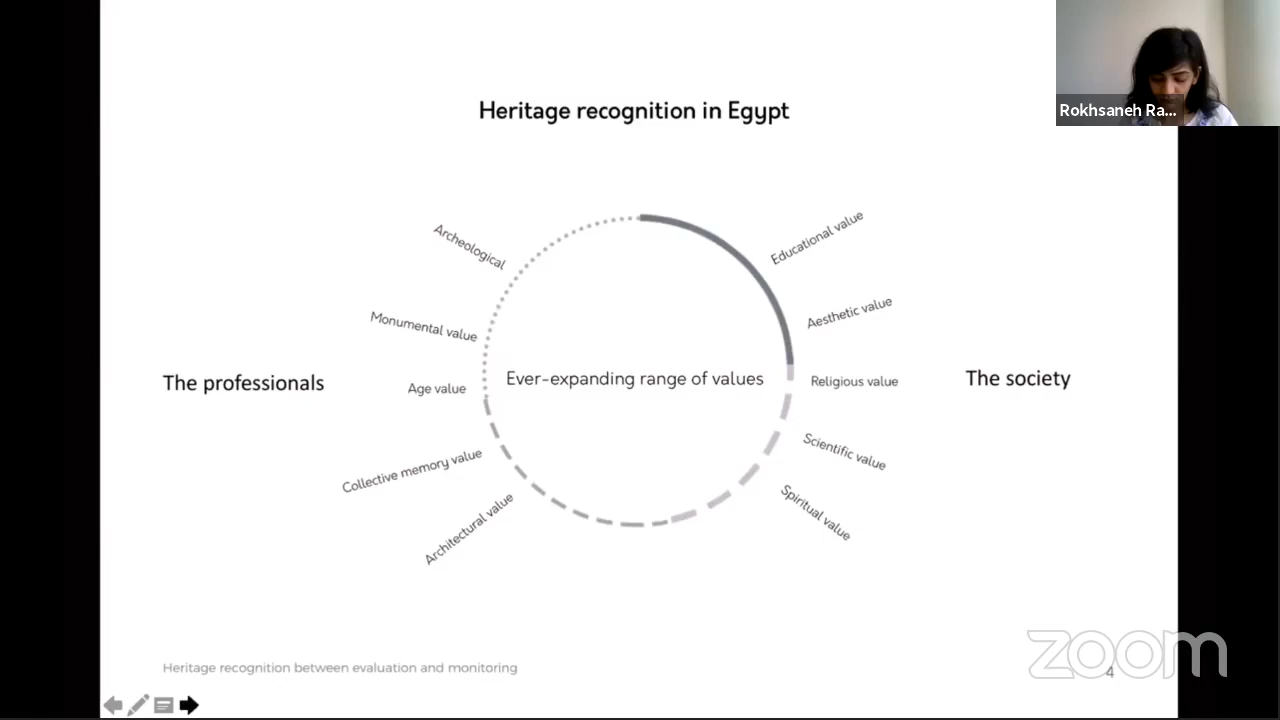 Rokhsaneh Ra...
Heritage recognition in Egypt
Archeological
Monumental value
Age value
Collective memory value
Architectural value
Educational value
Aesthetic value
Religious value
Scientific value
Spiritual value
The professionals
Ever-expanding range of values
The society
Heritage recognition between evaluation and monitoring
4
zoom